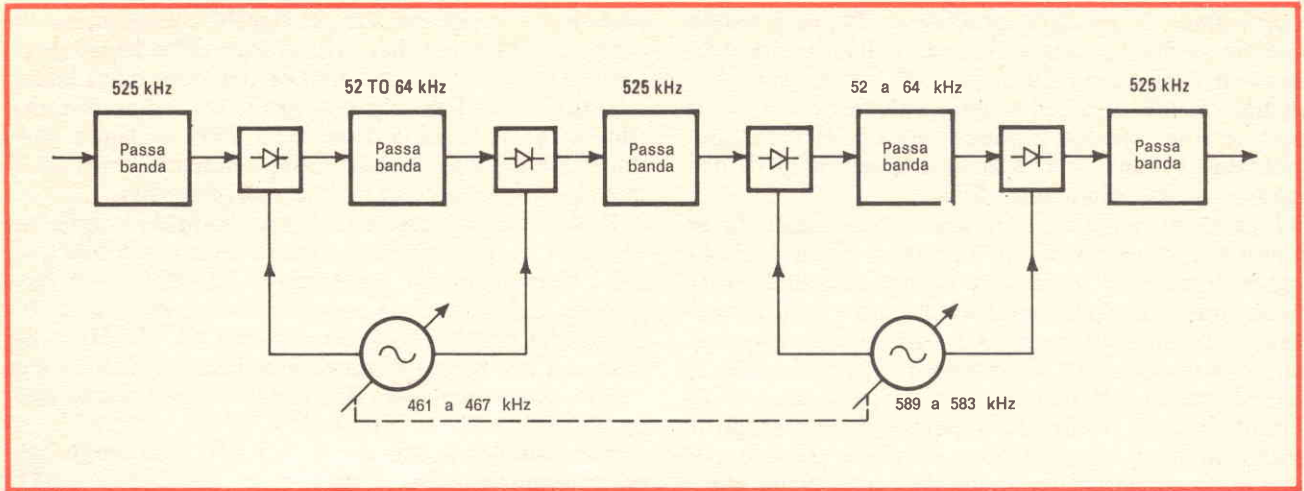 525 kHz
52 TO 64 kHz
525 kHz
52 a 64 kHz
525 kHz
Passa
banda
Passa
banda
Passa
banda
Passa
banda
Passa
banda
461 a 467 kHz
589 a 583 kHz